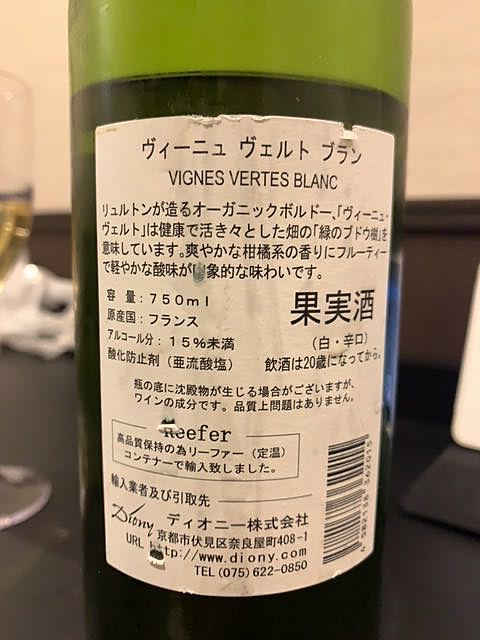 ヴィーニュ ヴェルト ブラン
VIGNES VERTES BLANC
リュルトンが造るオーガニックボルドー、「ヴィーニュ・
ヴェルト」は健康で活き々とした畑の「緑のブドウ樹」を
意味しています。爽やかな柑橘系の香りにフルーティー
で軽やかな酸味が象的な味わいです。
容量:750ml
原産国:フランス
アルコール分:15%未満
酸化防止剤(亜流酸塩)
果実酒
(白・辛口)
飲酒は20歳になってから。
瓶の底に沈殿物が生じる場合がございますが、
ワインの成分です。品質上問題はありません。
Reefer
高品質保持の為リーファー(定温)
コンテナーで輸入致しました。
輸入業者及び引取先
Diony ディオニー株式会社
京都市伏見区奈良屋町408-1
URL http://www.diony.com
TEL(075)622-0850